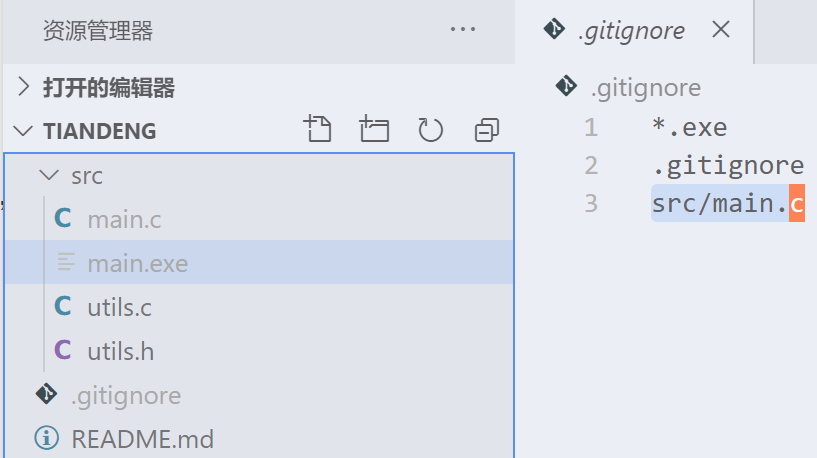 资源管理器
打开的编辑器
TIANDENG
src
main.c
main.exe
utils.c
utils.h
.gitignore
README.md
.gitignore
.gitignore
1 *.exe
2 .gitignore
3 src/main.c